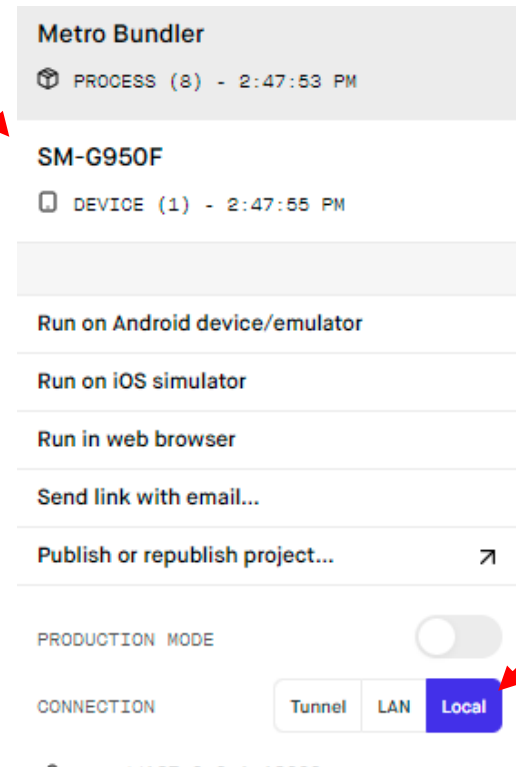 Metro Bundler
PROCESS (8) - 2:47:53 PM
SM-G950F
DEVICE (1) - 2:47:55 PM
Run on Android device/emulator
Run on iOS simulator
Run in web browser
Send link with email...
Publish or republish project...
PRODUCTION MODE
CONNECTION Tunnel LAN Local